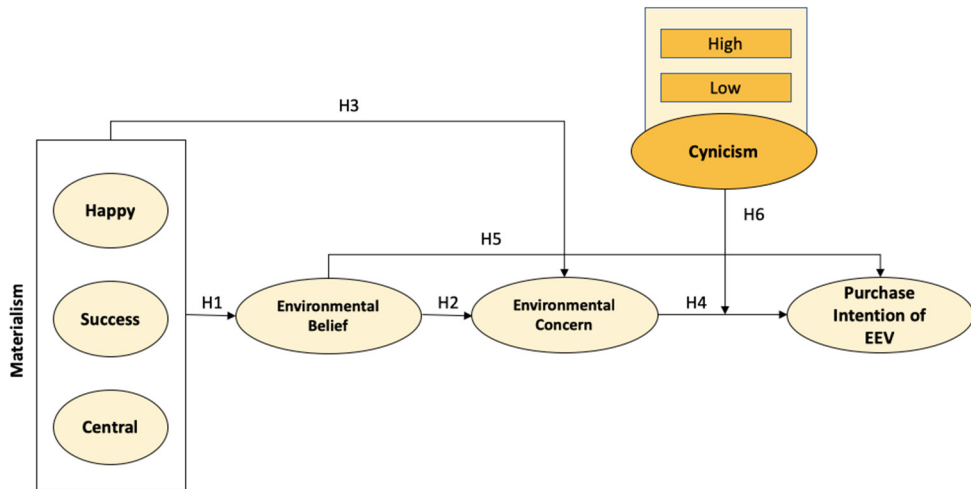 High
Low
Cynicism
H3
H6
Materialism
Happy
Success
Central
H1
Environmental
Belief
H5
H2
Environmental
Concern
H4
Purchase
Intention of
EEV